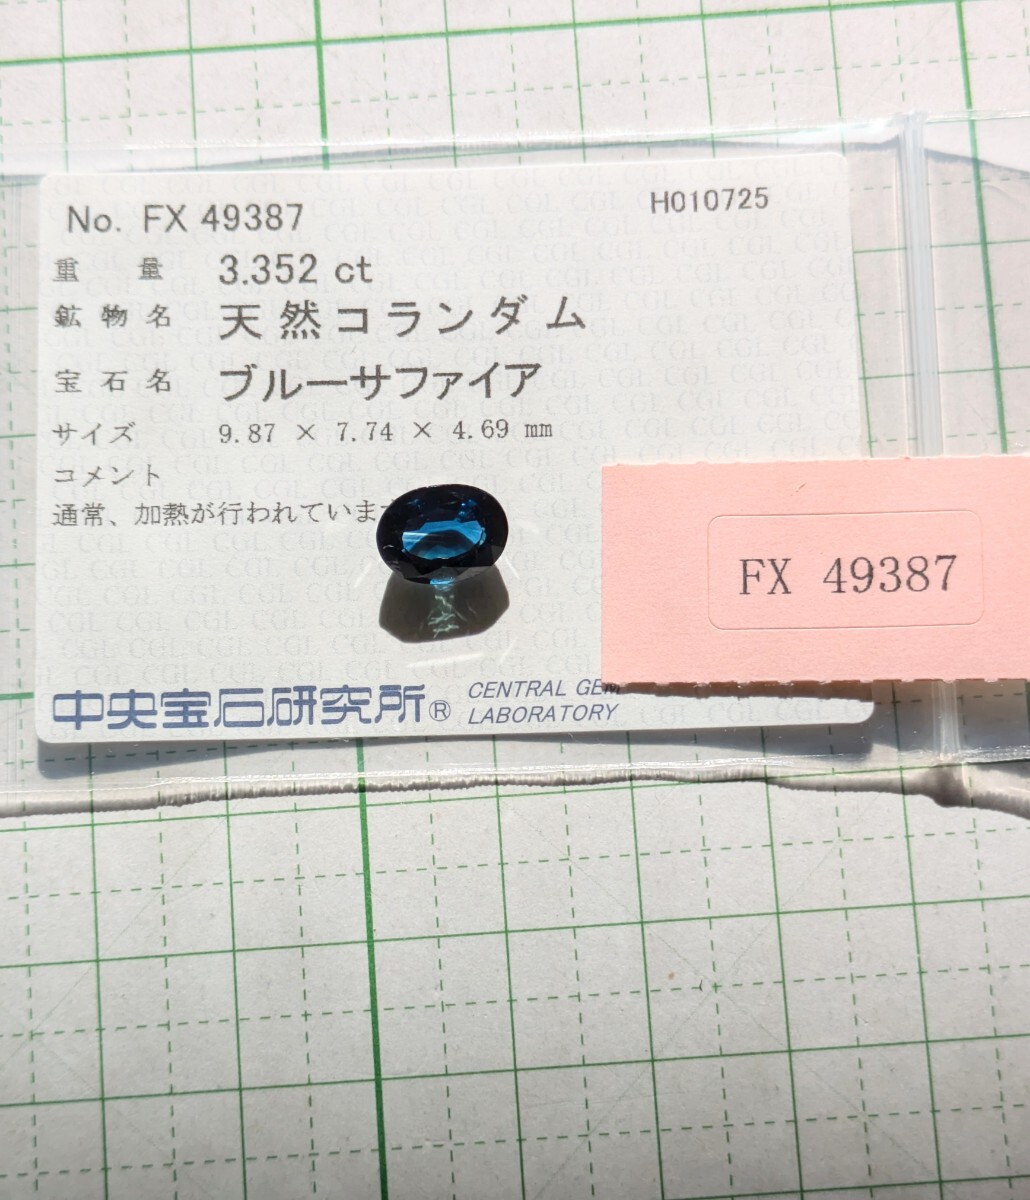 No. FX 49387
H010725
重量 3.352 ct
鉱物名 天然コランダム
宝石名 ブルーサファイア
サイズ 9.87 × 7.74 × 4.69 mm
コメント
通常、加熱が行われていま
FX 49387
中央宝石研究所® CENTRAL GEM
LABORATORY